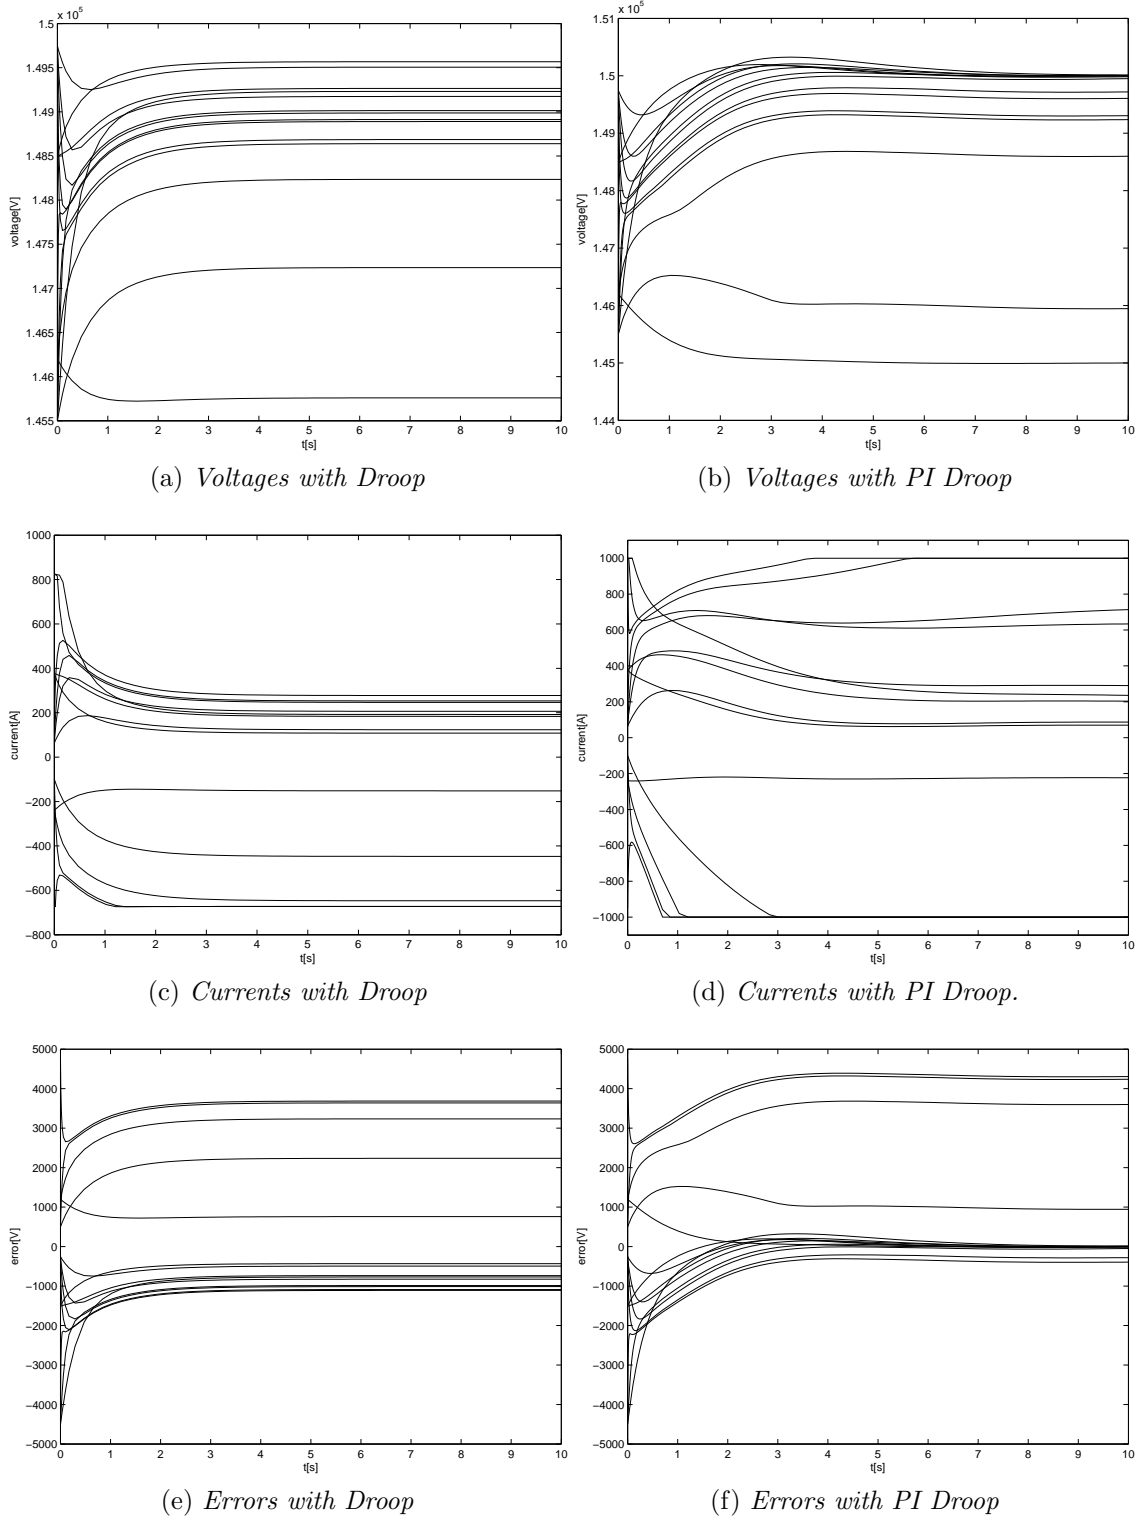 x 10⁵
1.5
1.495
1.49
1.485
1.48
1.475
1.47
1.465
1.46
1.455
voltage[V]
0 1 2 3 4 5 6 7 8 9 10
t[s]
(a) Voltages with Droop
x 10⁵
1.51
1.5
1.49
1.48
1.47
1.46
1.45
1.44
voltage[V]
0 1 2 3 4 5 6 7 8 9 10
t[s]
(b) Voltages with PI Droop
1000
800
600
400
200
0
−200
−400
−600
−800
current[A]
0 1 2 3 4 5 6 7 8 9 10
t[s]
(c) Currents with Droop
1000
800
600
400
200
0
−200
−400
−600
−800
−1000
current[A]
0 1 2 3 4 5 6 7 8 9 10
t[s]
(d) Currents with PI Droop.
5000
4000
3000
2000
1000
0
−1000
−2000
−3000
−4000
−5000
error[V]
0 1 2 3 4 5 6 7 8 9 10
t[s]
(e) Errors with Droop
5000
4000
3000
2000
1000
0
−1000
−2000
−3000
−4000
−5000
error[V]
0 1 2 3 4 5 6 7 8 9 10
t[s]
(f) Errors with PI Droop